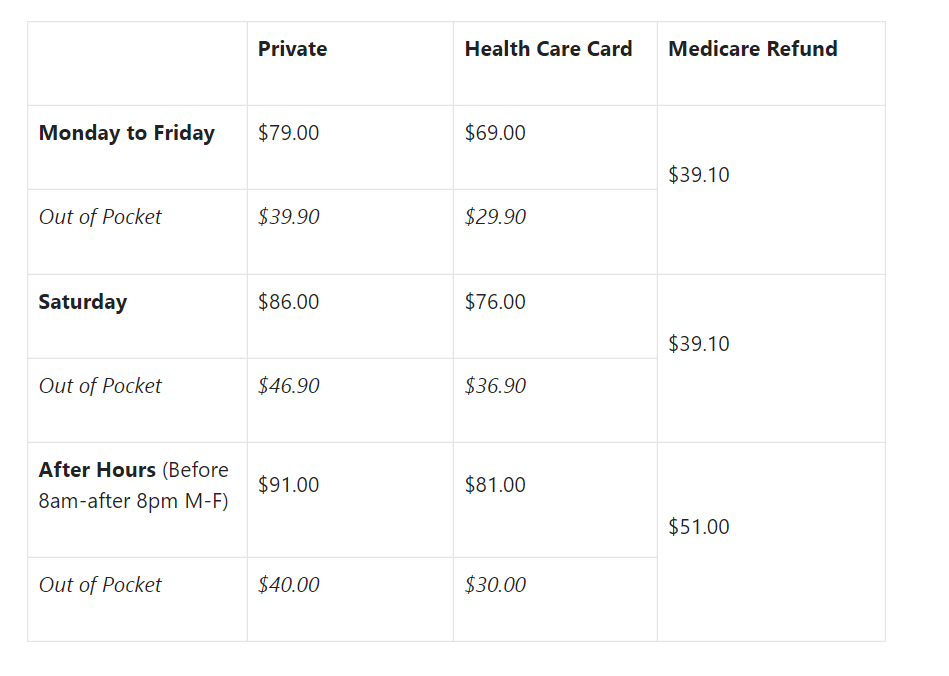 Private Health Care Card Medicare Refund
Monday to Friday $79.00 $69.00
$39.10
Out of Pocket $39.90 $29.90
Saturday $86.00 $76.00
$39.10
Out of Pocket $46.90 $36.90
After Hours (Before
8am-after 8pm M-F) $91.00 $81.00
$51.00
Out of Pocket $40.00 $30.00